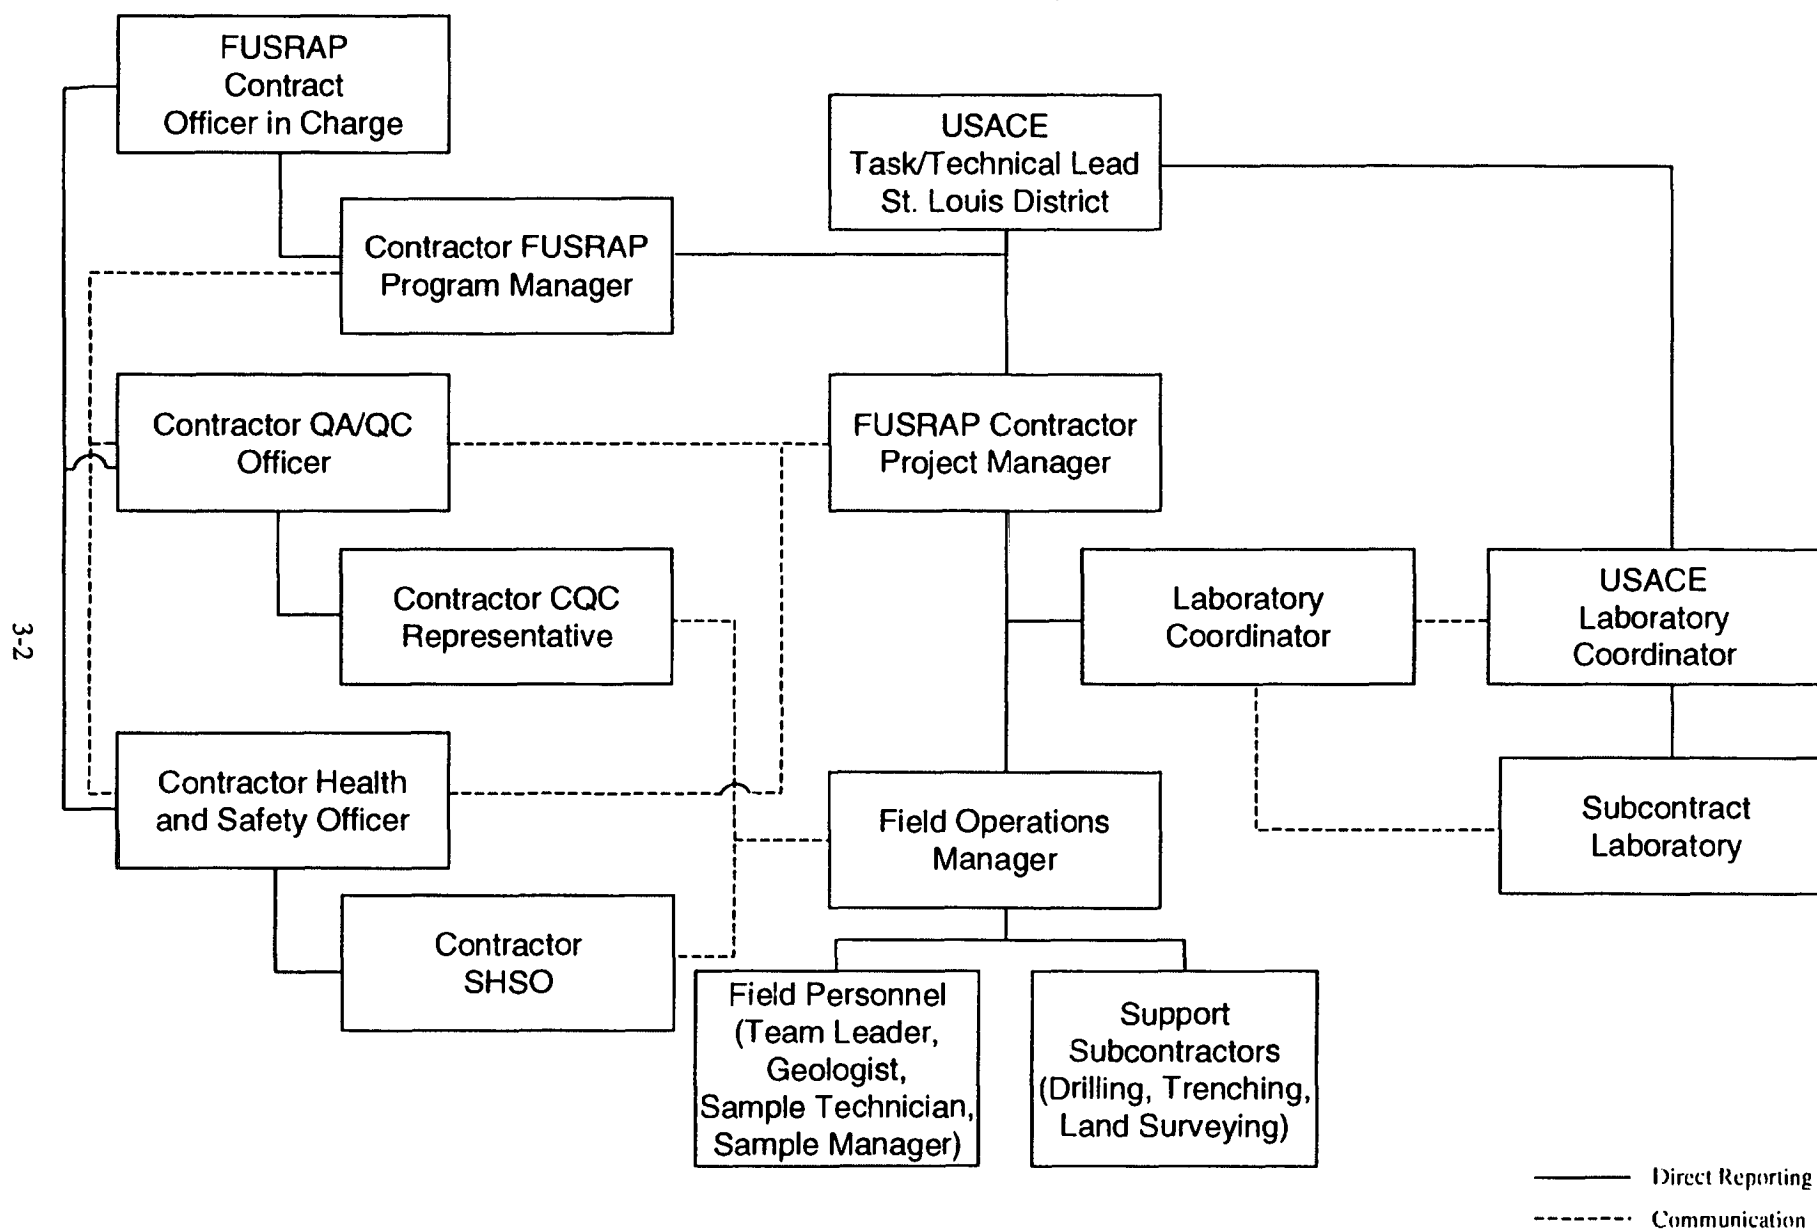 FUSRAP
Contract
Officer in Charge
USACE
Task/Technical Lead
St. Louis District
Contractor FUSRAP
Program Manager
Contractor QA/QC
Officer
FUSRAP Contractor
Project Manager
Contractor CQC
Representative
Laboratory
Coordinator
USACE
Laboratory
Coordinator
3-2
Contractor Health
and Safety Officer
Field Operations
Manager
Subcontract
Laboratory
Contractor
SHSO
Field Personnel
(Team Leader,
Geologist,
Sample Technician,
Sample Manager)
Support
Subcontractors
(Drilling, Trenching,
Land Surveying)
Direct Reporting
Communication